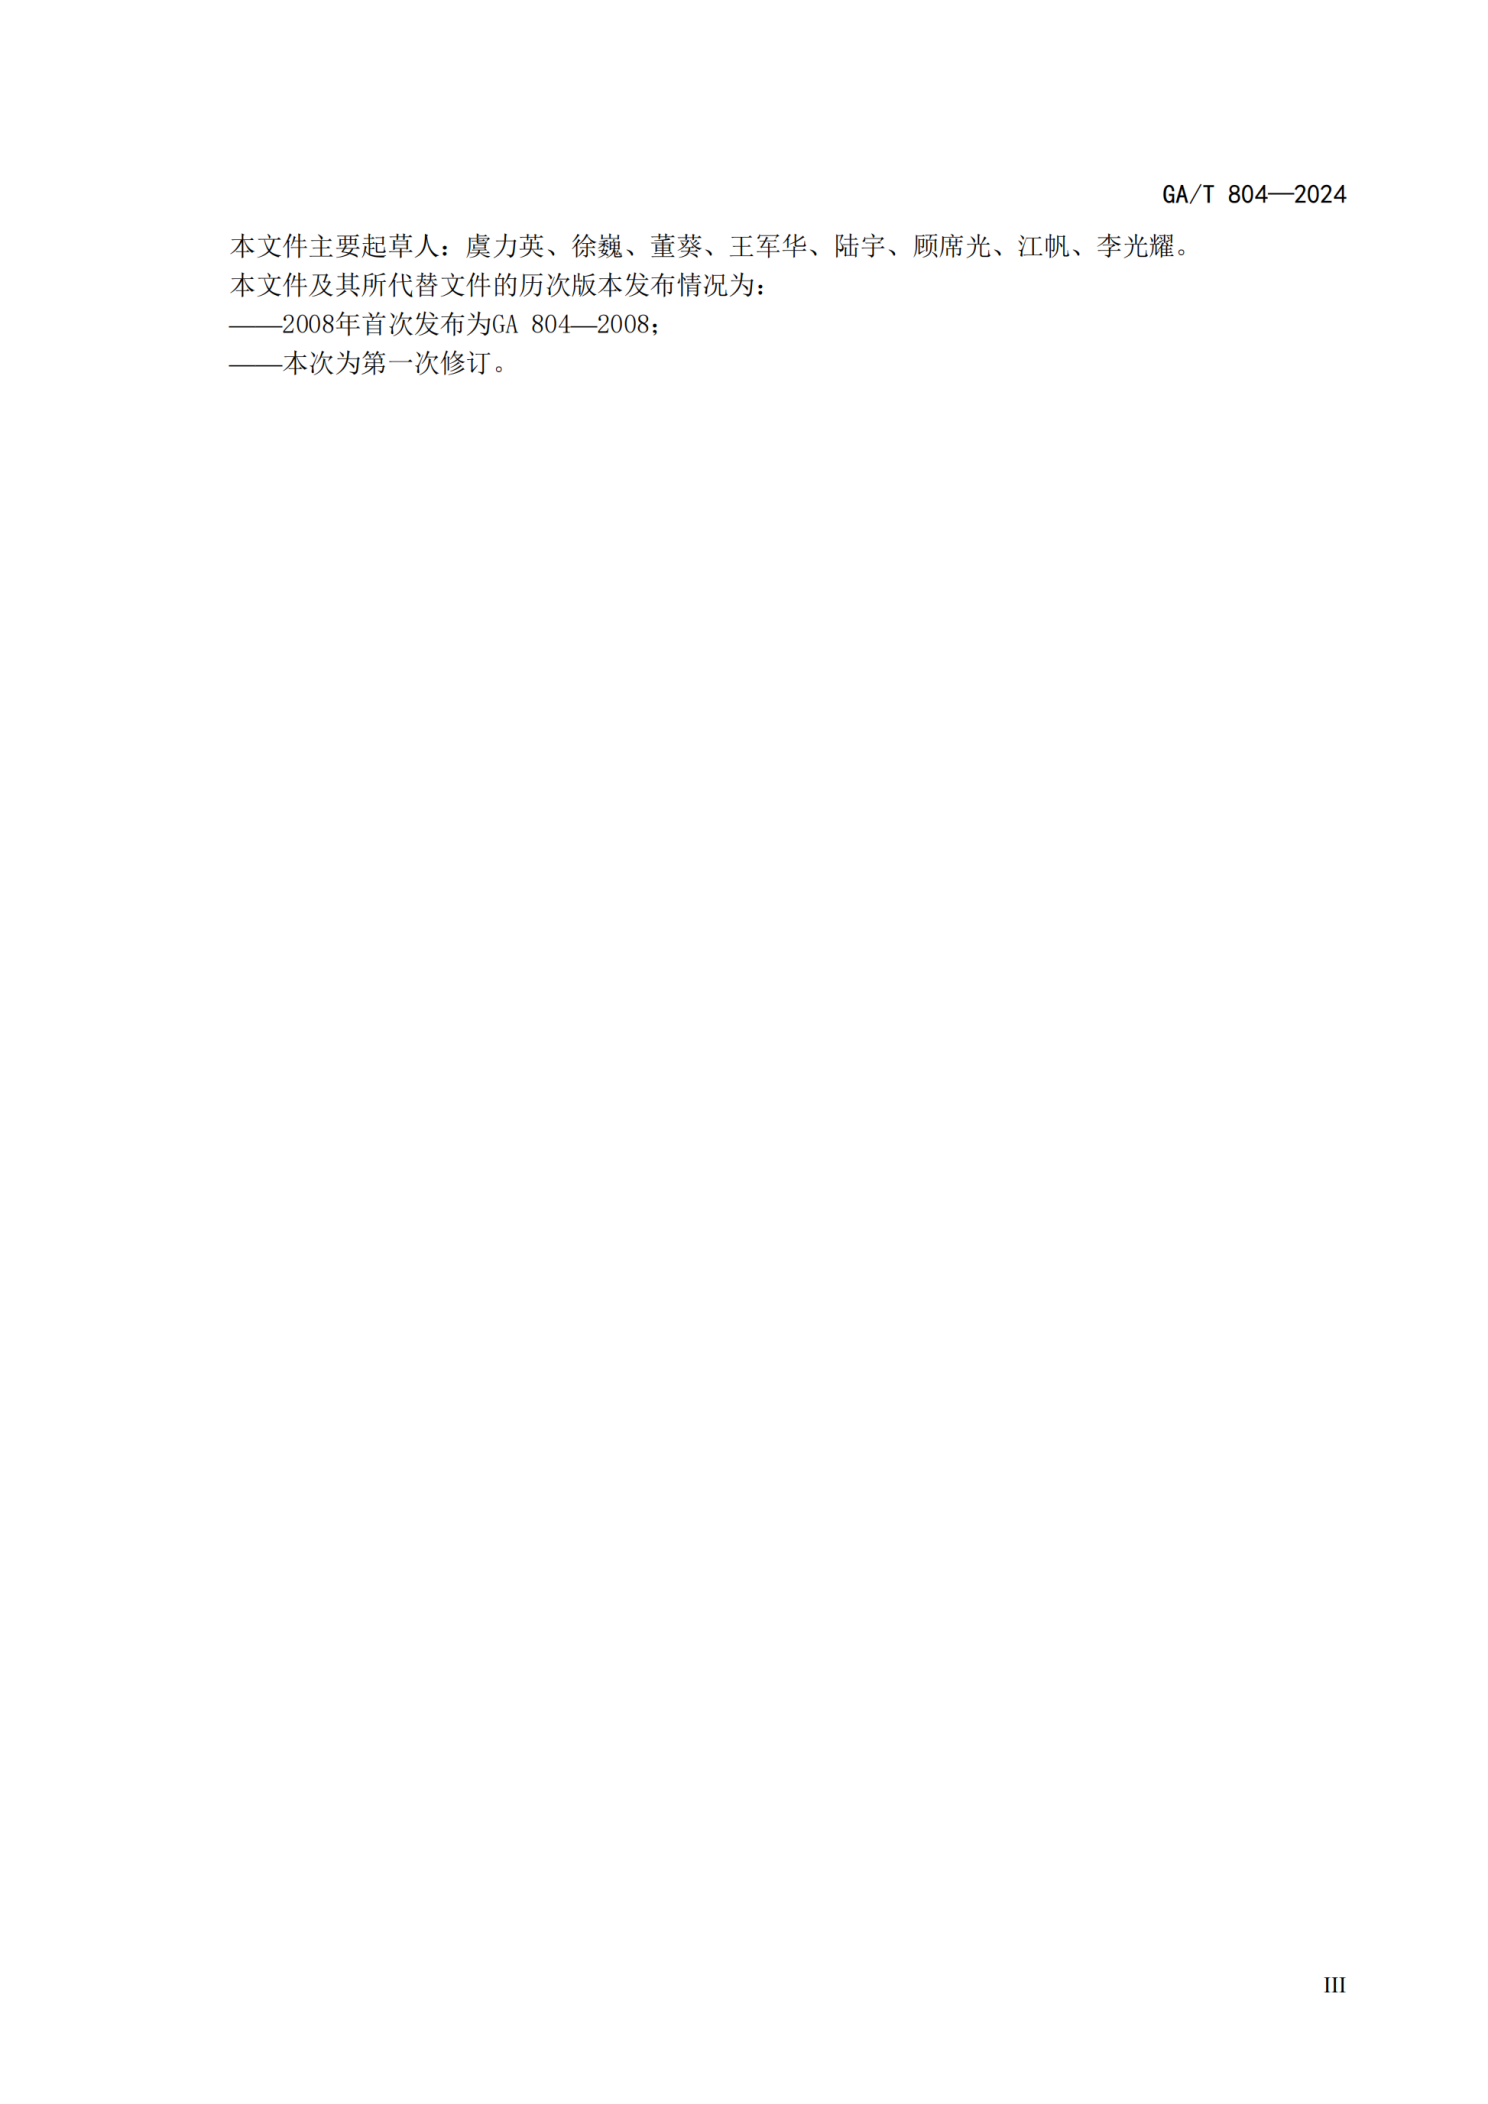 GA/T 804—2024
本文件主要起草人：虞力英、徐巍、董葵、王军华、陆宇、顾席光、江帆、李光耀。
本文件及其所代替文件的历次版本发布情况为：
——2008年首次发布为GA 804—2008；
——本次为第一次修订。
III